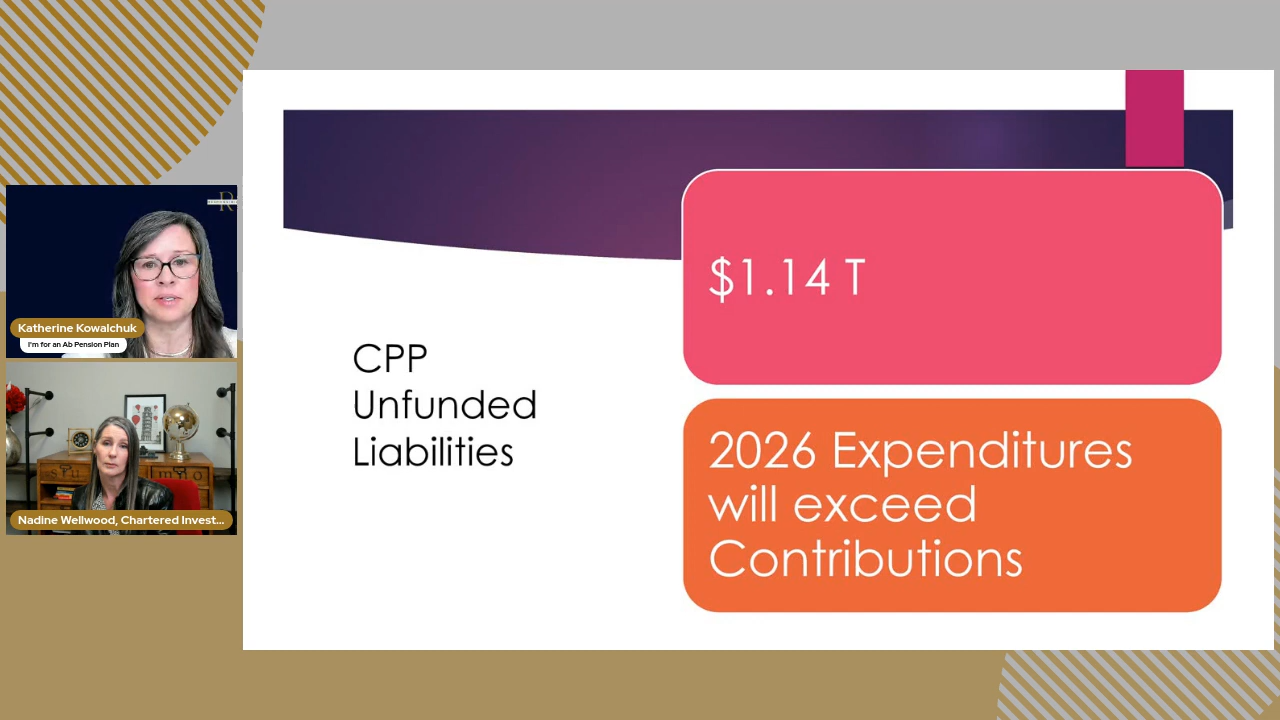 Katherine Kowalchuk
I'm for an Ab Pension Plan
Nadine Wellwood, Chartered Invest...
CPP
Unfunded
Liabilities
$1.14 T
2026 Expenditures
will exceed
Contributions